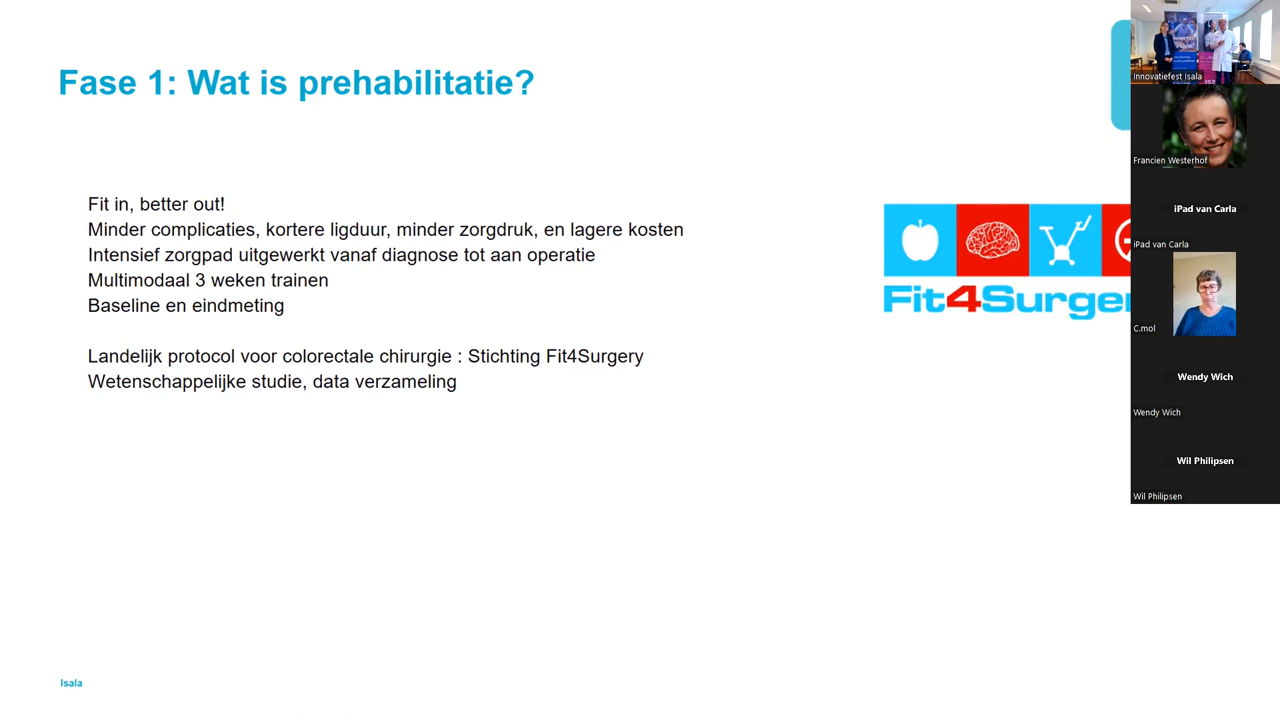 Fase 1: Wat is prehabilitatie?
Fit in, better out!
Minder complicaties, kortere ligduur, minder zorgdruk, en lagere kosten
Intensief zorgpad uitgewerkt vanaf diagnose tot aan operatie
Multimodaal 3 weken trainen
Baseline en eindmeting
Landelijk protocol voor colorectale chirurgie : Stichting Fit4Surgery
Wetenschappelijke studie, data verzameling
Fit4Surger
Isala
Innovatiefest Isala
Francien Westerhof
iPad van Carla
iPad van Carla
C.mol
Wendy Wich
Wendy Wich
Wil Philipsen
Wil Philipsen